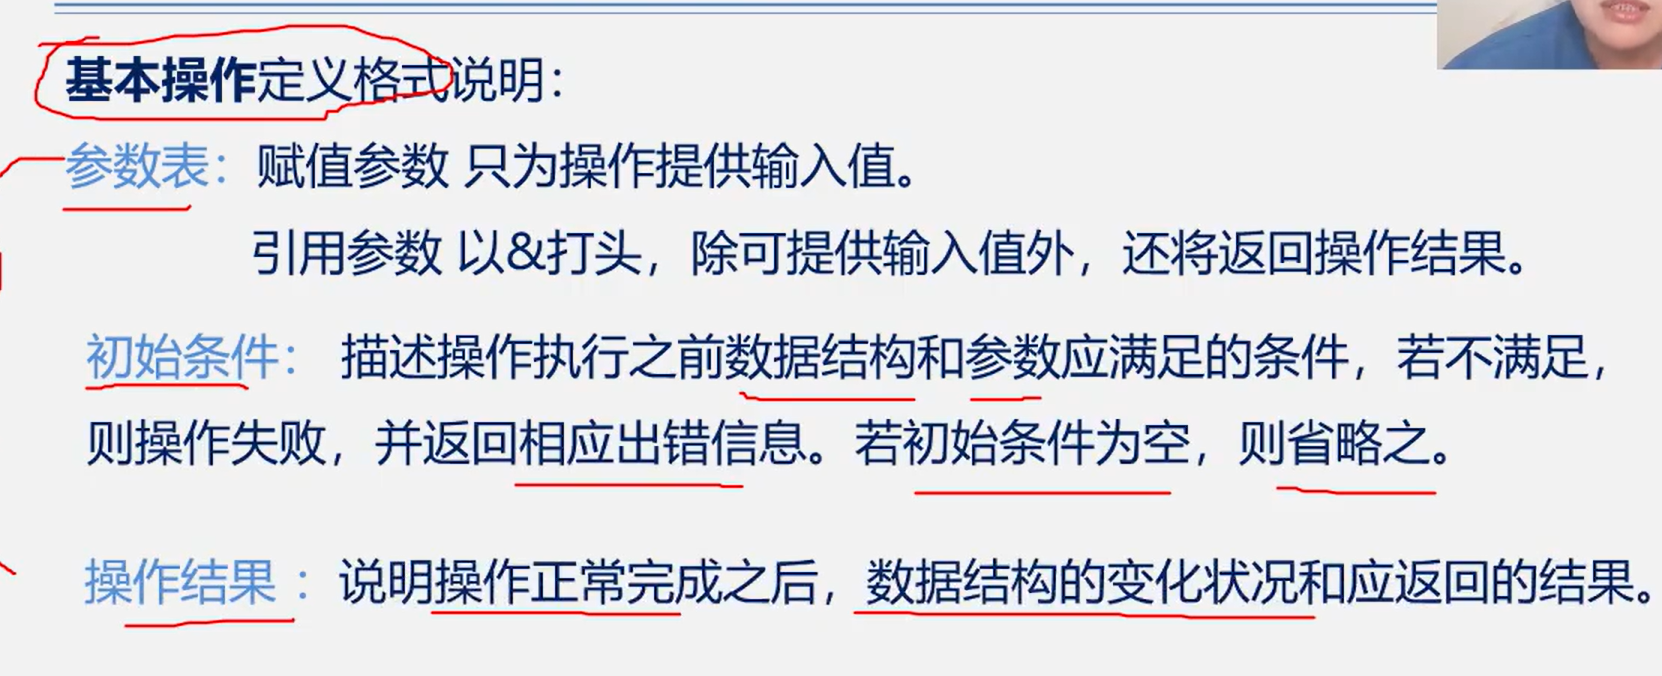 基本操作定义格式说明：
参数表：赋值参数 只为操作提供输入值。
引用参数 以&打头，除可提供输入值外，还将返回操作结果。
初始条件： 描述操作执行之前数据结构和参数应满足的条件，若不满足，
则操作失败，并返回相应出错信息。若初始条件为空，则省略之。
操作结果 ：说明操作正常完成之后，数据结构的变化状况和应返回的结果。